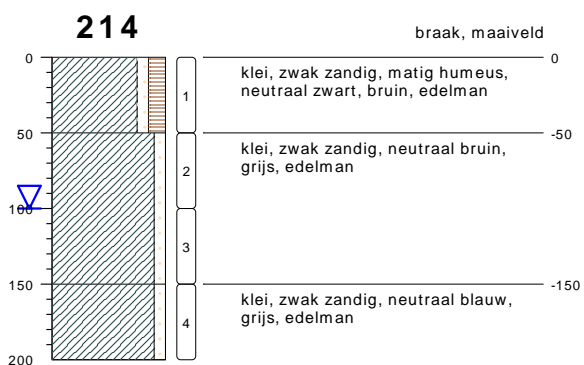 214
braak, maaiveld
0
0
klei, zwak zandig, matig humeus,
neutraal zwart, bruin, edelman
1
50
-50
klei, zwak zandig, neutraal bruin,
grijs, edelman
2
100
3
150
-150
klei, zwak zandig, neutraal blauw,
grijs, edelman
4
200